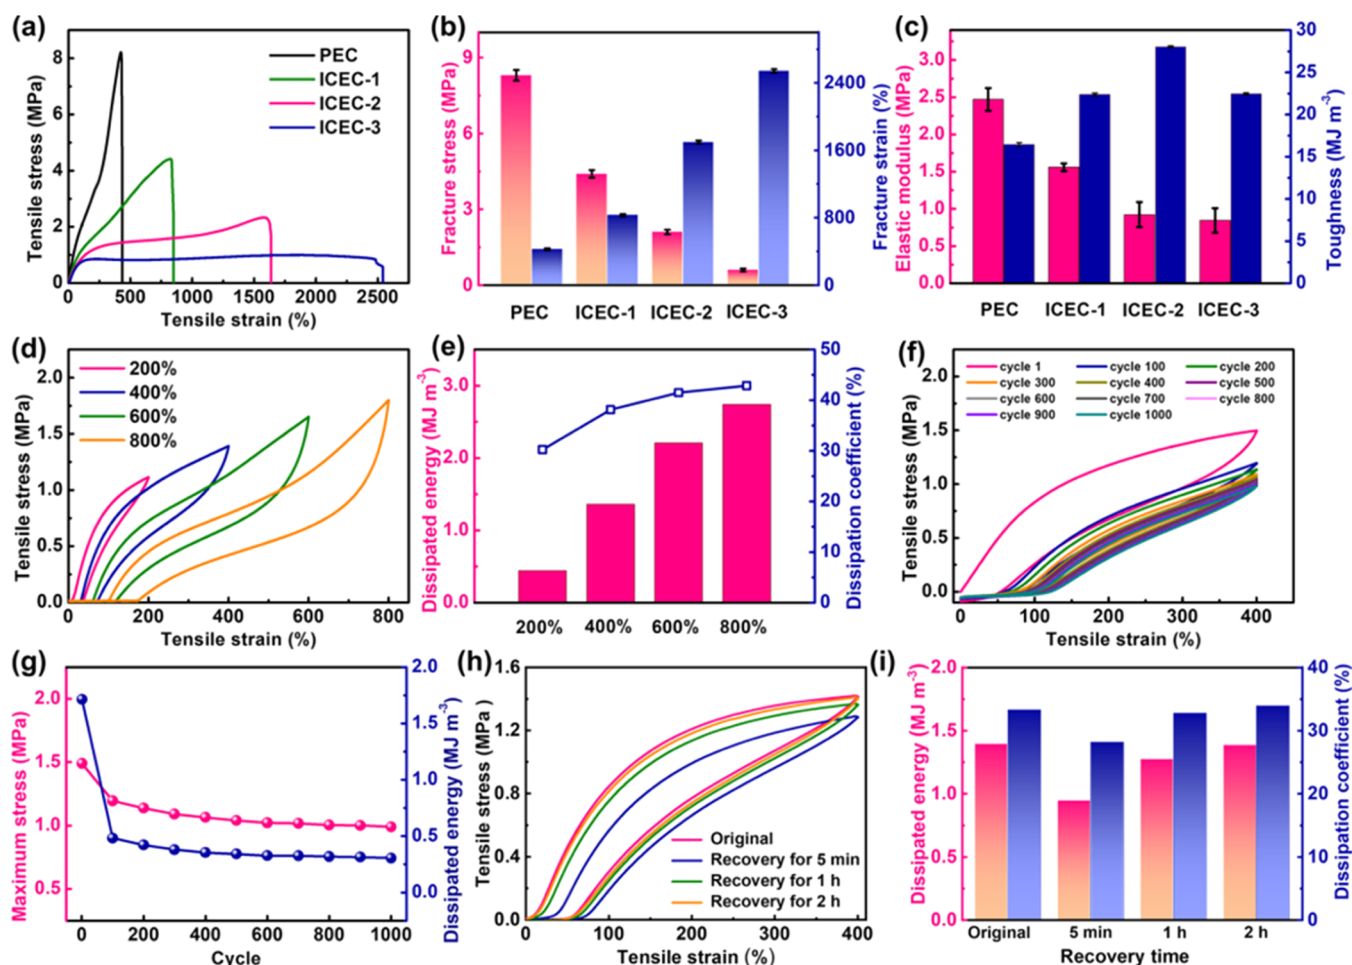 (a)
Tensile stress (MPa)
8
6
4
2
0
PEC
ICEC-1
ICEC-2
ICEC-3
0 500 1000 1500 2000 2500
Tensile strain (%)
(b)
Fracture stress (MPa)
9
6
3
0
PEC ICEC-1 ICEC-2 ICEC-3
2400
1600
800
0
Fracture strain (%)
(c)
Elastic modulus (MPa)
3.0
2.5
2.0
1.5
1.0
0.5
0.0
PEC ICEC-1 ICEC-2 ICEC-3
30
25
20
15
10
5
0
Toughness (MJ m⁻³)
(d)
Tensile stress (MPa)
2.0
1.5
1.0
0.5
0.0
200%
400%
600%
800%
0 200 400 600 800
Tensile strain (%)
(e)
Dissipated energy (MJ m⁻³)
3.0
2.0
1.0
0.0
200% 400% 600% 800%
50
40
30
20
10
0
Dissipation coefficient (%)
(f)
Tensile stress (MPa)
2.0
1.5
1.0
0.5
0.0
cycle 1 cycle 100 cycle 200
cycle 300 cycle 400 cycle 500
cycle 600 cycle 700 cycle 800
cycle 900 cycle 1000
0 100 200 300 400
Tensile strain (%)
(g)
Maximum stress (MPa)
2.0
1.5
1.0
0.5
0 200 400 600 800 1000
Cycle
2.0
1.5
1.0
0.5
0.0
Dissipated energy (MJ m⁻³)
(h)
Tensile stress (MPa )
1.6
1.2
0.8
0.4
0.0
Original
Recovery for 5 min
Recovery for 1 h
Recovery for 2 h
0 100 200 300 400
Tensile strain (%)
(i)
Dissipated energy (MJ m⁻³)
2.0
1.5
1.0
0.5
0.0
Original 5 min 1 h 2 h
Recovery time
40
30
20
10
0
Dissipation coefficient (%)